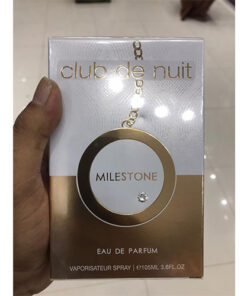 club de nuit
MILESTONE
EAU DE PARFUM
VAPORISATEUR SPRAY | ℮105ML 3.6FL.OZ